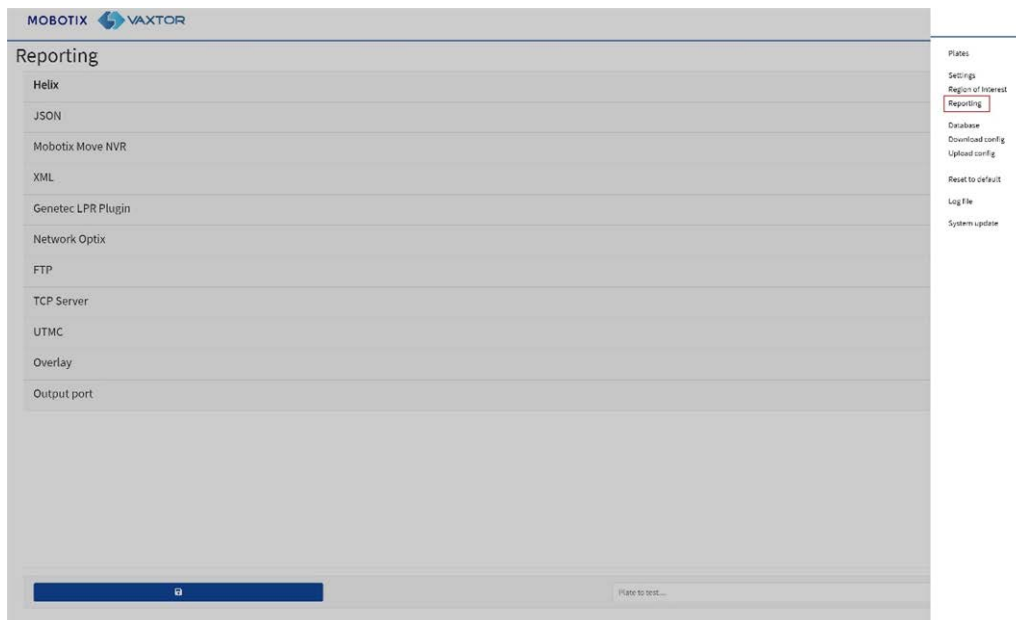 MOBOTIX VAXTOR
Reporting
Helix
JSON
Mobotix Move NVR
XML
Genetec LPR Plugin
Network Optix
FTP
TCP Server
UTMC
Overlay
Output port
Plate to test...
Plates
Settings
Region of Interest
Reporting
Database
Download config
Upload config
Reset to default
Log file
System update